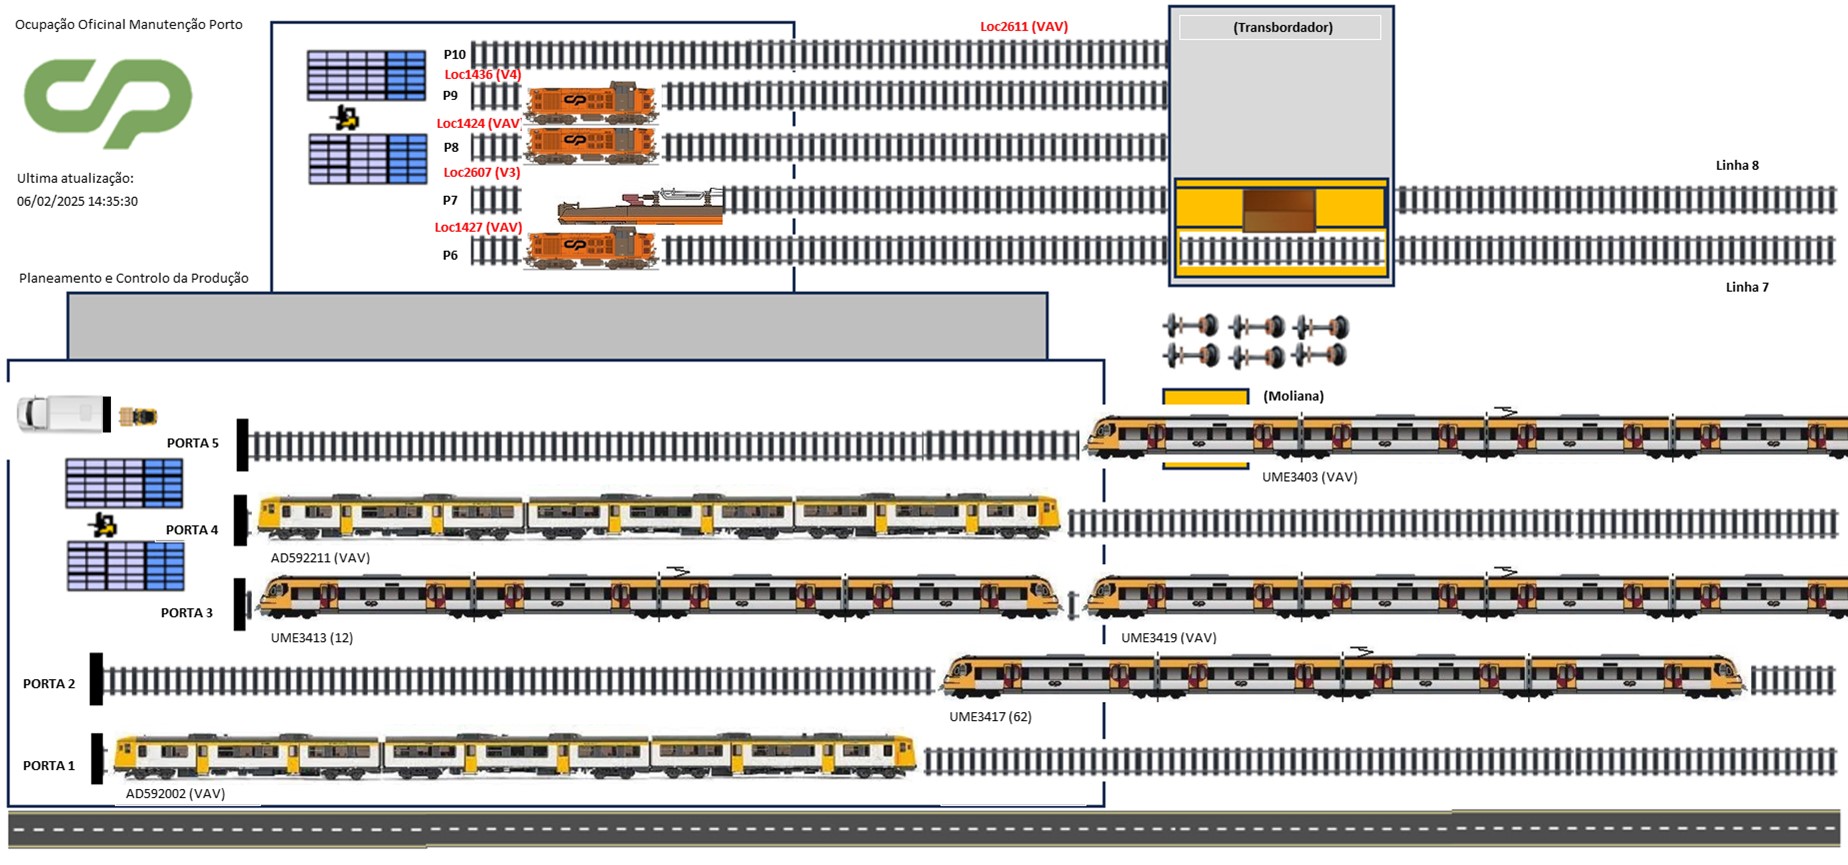 Ocupação Oficinal Manutenção Porto
Loc2611 (VAV)
(Transbordador)
P10
Loc1436 (V4)
P9
Loc1424 (VAV
P8
Linha 8
Loc2607 (V3)
Ultima atualização:
06/02/2025 14:35:30
P7
Loc1427 (VAV)
P6
Planeamento e Controlo da Produção
Linha 7
(Moliana)
PORTA 5
UME3403 (VAV)
PORTA 4
AD592211 (VAV)
PORTA 3
UME3413 (12)
UME3419 (VAV)
PORTA 2
UME3417 (62)
PORTA 1
AD592002 (VAV)